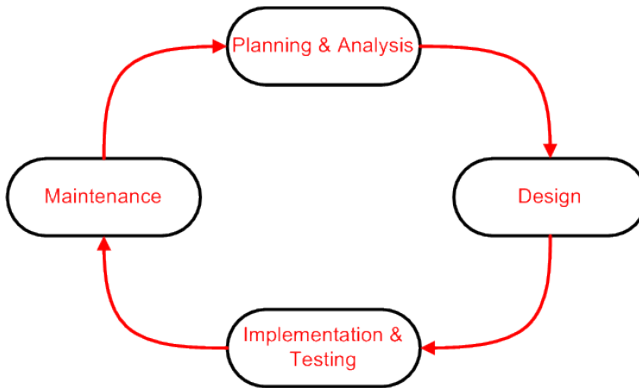 Planning & Analysis
Maintenance
Design
Implementation &
Testing